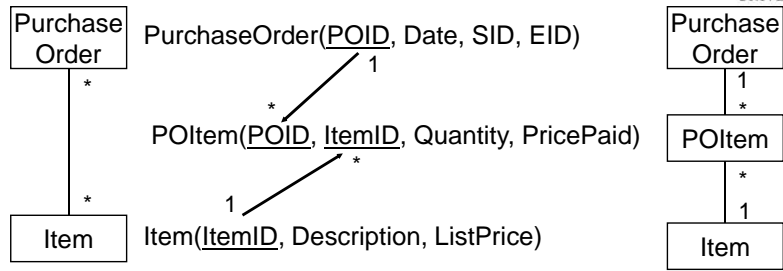 Purchase
Order
PurchaseOrder(POID, Date, SID, EID)
Purchase
Order
*
1
1
*
*
POItem(POID, ItemID, Quantity, PricePaid)
POItem
*
*
*
1
1
Item
Item(ItemID, Description, ListPrice)
Item